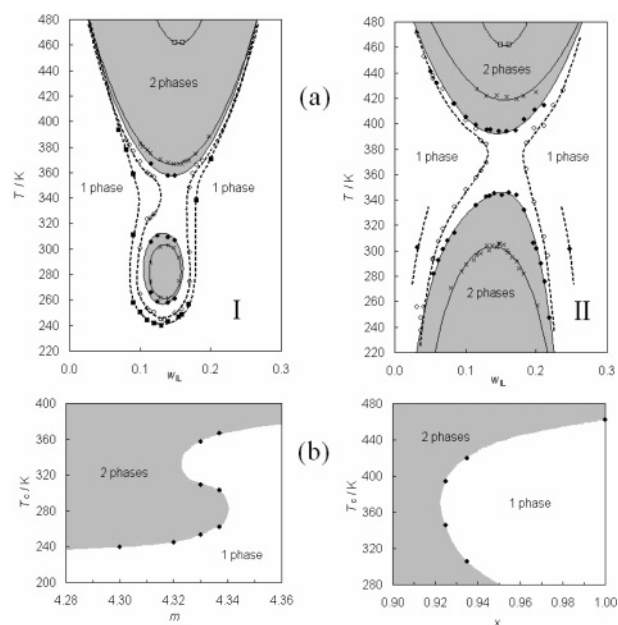 480
460
440
420
400
380
360
340
320
300
280
260
240
220
T / K
2 phases
1 phase
1 phase
I
0.0 0.1 0.2 0.3
wIL
(a)
480
460
440
420
400
380
360
340
320
300
280
260
240
220
T / K
2 phases
1 phase
1 phase
2 phases
II
0.0 0.1 0.2 0.3
wIL
400
360
320
280
240
200
Tc / K
2 phases
1 phase
4.28 4.30 4.32 4.34 4.36
m
(b)
480
440
400
360
320
280
Tc / K
2 phases
1 phase
0.90 0.92 0.94 0.96 0.98 1.00
x